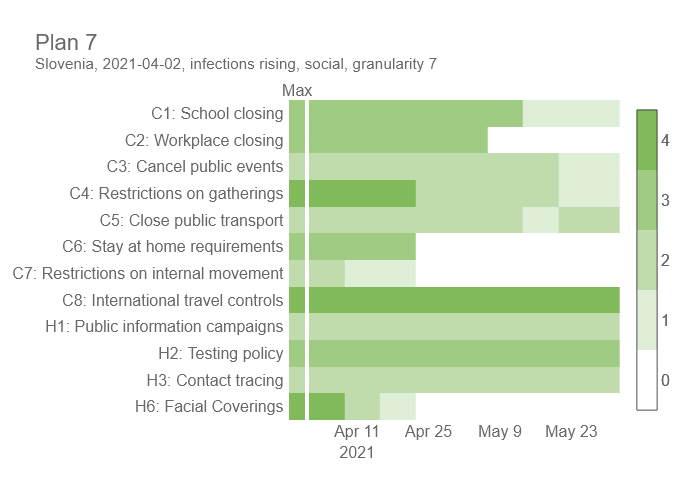 Plan 7
Slovenia, 2021-04-02, infections rising, social, granularity 7
Max
C1: School closing
C2: Workplace closing
C3: Cancel public events
C4: Restrictions on gatherings
C5: Close public transport
C6: Stay at home requirements
C7: Restrictions on internal movement
C8: International travel controls
H1: Public information campaigns
H2: Testing policy
H3: Contact tracing
H6: Facial Coverings
Apr 11 Apr 25 May 9 May 23
2021
4
3
2
1
0